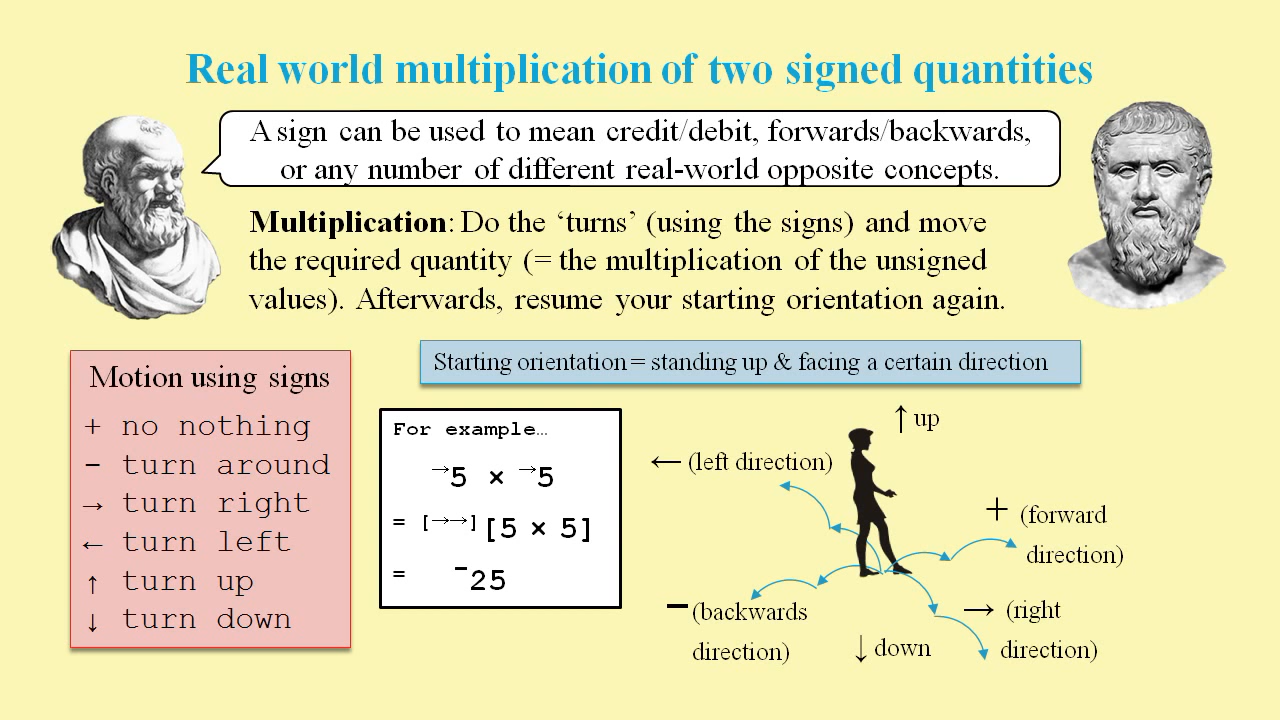 Real world multiplication of two signed quantities
A sign can be used to mean credit/debit, forwards/backwards,
or any number of different real-world opposite concepts.
Multiplication: Do the ‘turns’ (using the signs) and move
the required quantity (= the multiplication of the unsigned
values). Afterwards, resume your starting orientation again.
Motion using signs
+ no nothing
− turn around
→ turn right
← turn left
↑ turn up
↓ turn down
Starting orientation = standing up & facing a certain direction
For example…
→5 × →5
= [→→][5 × 5]
= −25
↑ up
← (left direction)
+ (forward
direction)
− (backwards
direction)
↓ down
→ (right
direction)